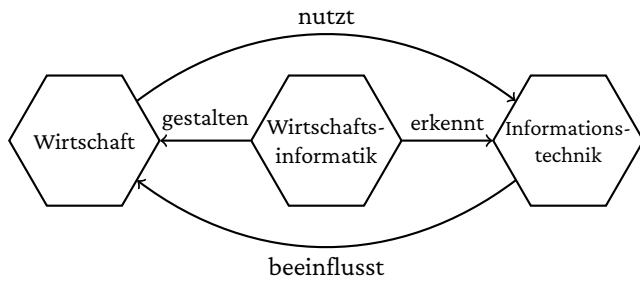 nutzt
gestalten
erkennt
Wirtschaft
Wirtschafts-
informatik
Informations-
technik
beeinflusst